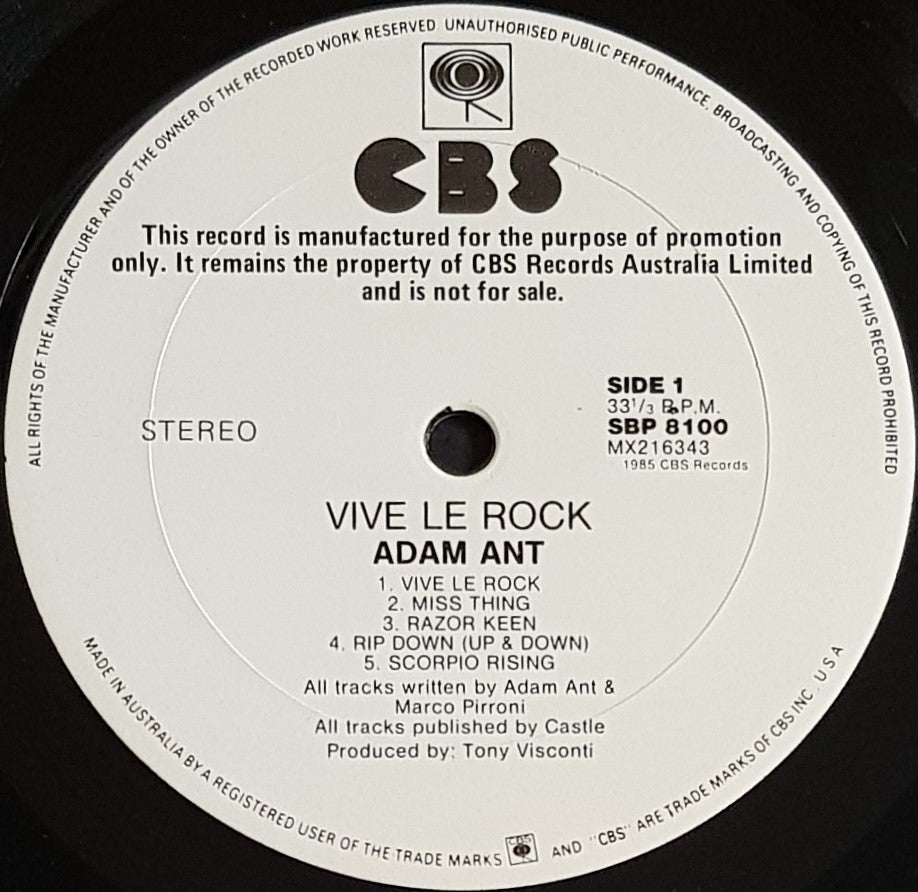 ALL RIGHTS OF THE MANUFACTURER AND OF THE OWNER OF THE RECORDED WORK RESERVED UNAUTHORISED PUBLIC PERFORMANCE, BROADCASTING AND COPYING OF THIS RECORD PROHIBITED
CBS
This record is manufactured for the purpose of promotion
only. It remains the property of CBS Records Australia Limited
and is not for sale.
STEREO
SIDE 1
33 1/3 R.P.M.
SBP 8100
MX216343
1985 CBS Records
VIVE LE ROCK
ADAM ANT
1. VIVE LE ROCK
2. MISS THING
3. RAZOR KEEN
4. RIP DOWN (UP & DOWN)
5. SCORPIO RISING
All tracks written by Adam Ant &
Marco Pirroni
All tracks published by Castle
Produced by: Tony Visconti
MADE IN AUSTRALIA BY A REGISTERED USER OF THE TRADE MARKS CBS AND "CBS" ARE TRADE MARKS OF CBS INC. U.S.A